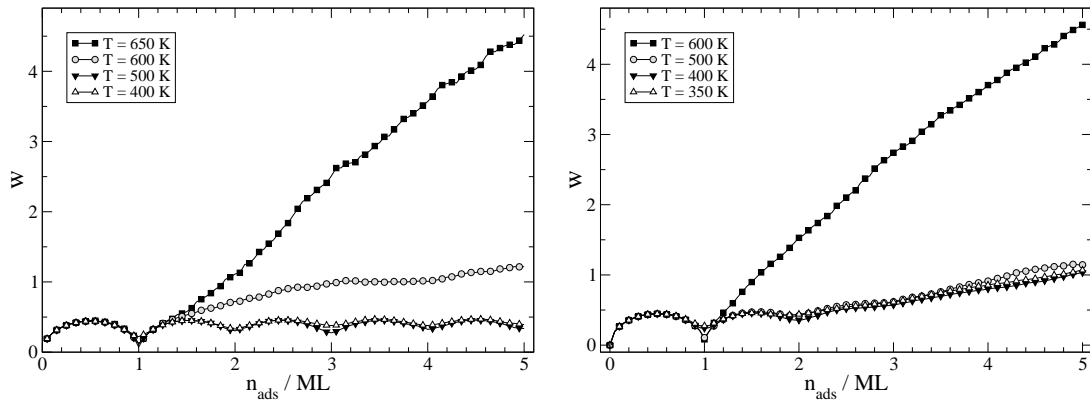 T = 650 K
T = 600 K
T = 500 K
T = 400 K
W
4
3
2
1
0
0 1 2 3 4 5
n_ads / ML
T = 600 K
T = 500 K
T = 400 K
T = 350 K
W
4
3
2
1
0
0 1 2 3 4 5
n_ads / ML